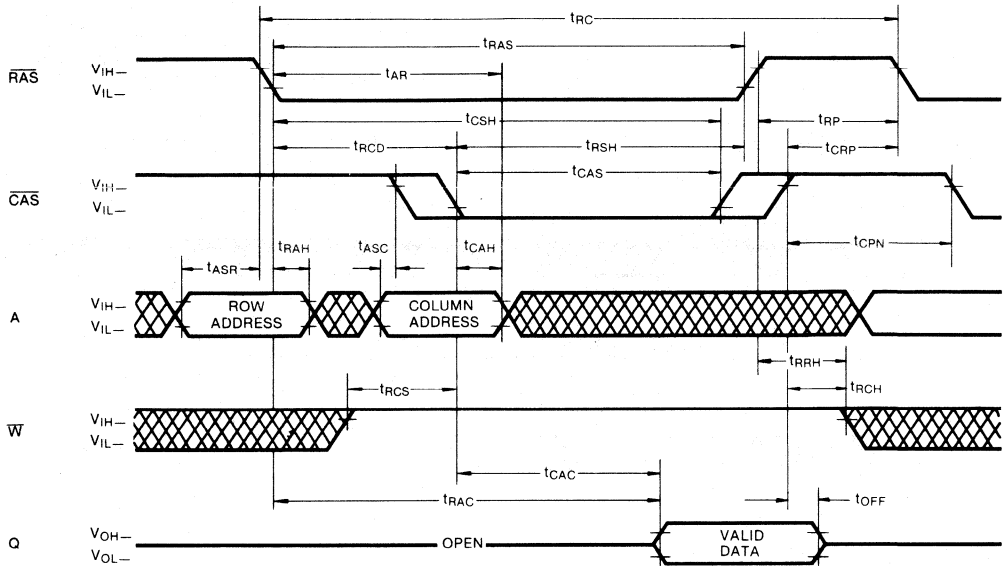 tRC
tRAS
RAS VIH VIL
tAR
tCSH
tRP
tRCD tRSH tCRP
tCAS
CAS VIH VIL
tRAH tASC tCAH tCPN
tASR
A VIH VIL ROW ADDRESS COLUMN ADDRESS
tRRH
tRCS tRCH
W VIH VIL
tCAC
tRAC tOFF
Q VOH VOL OPEN VALID DATA